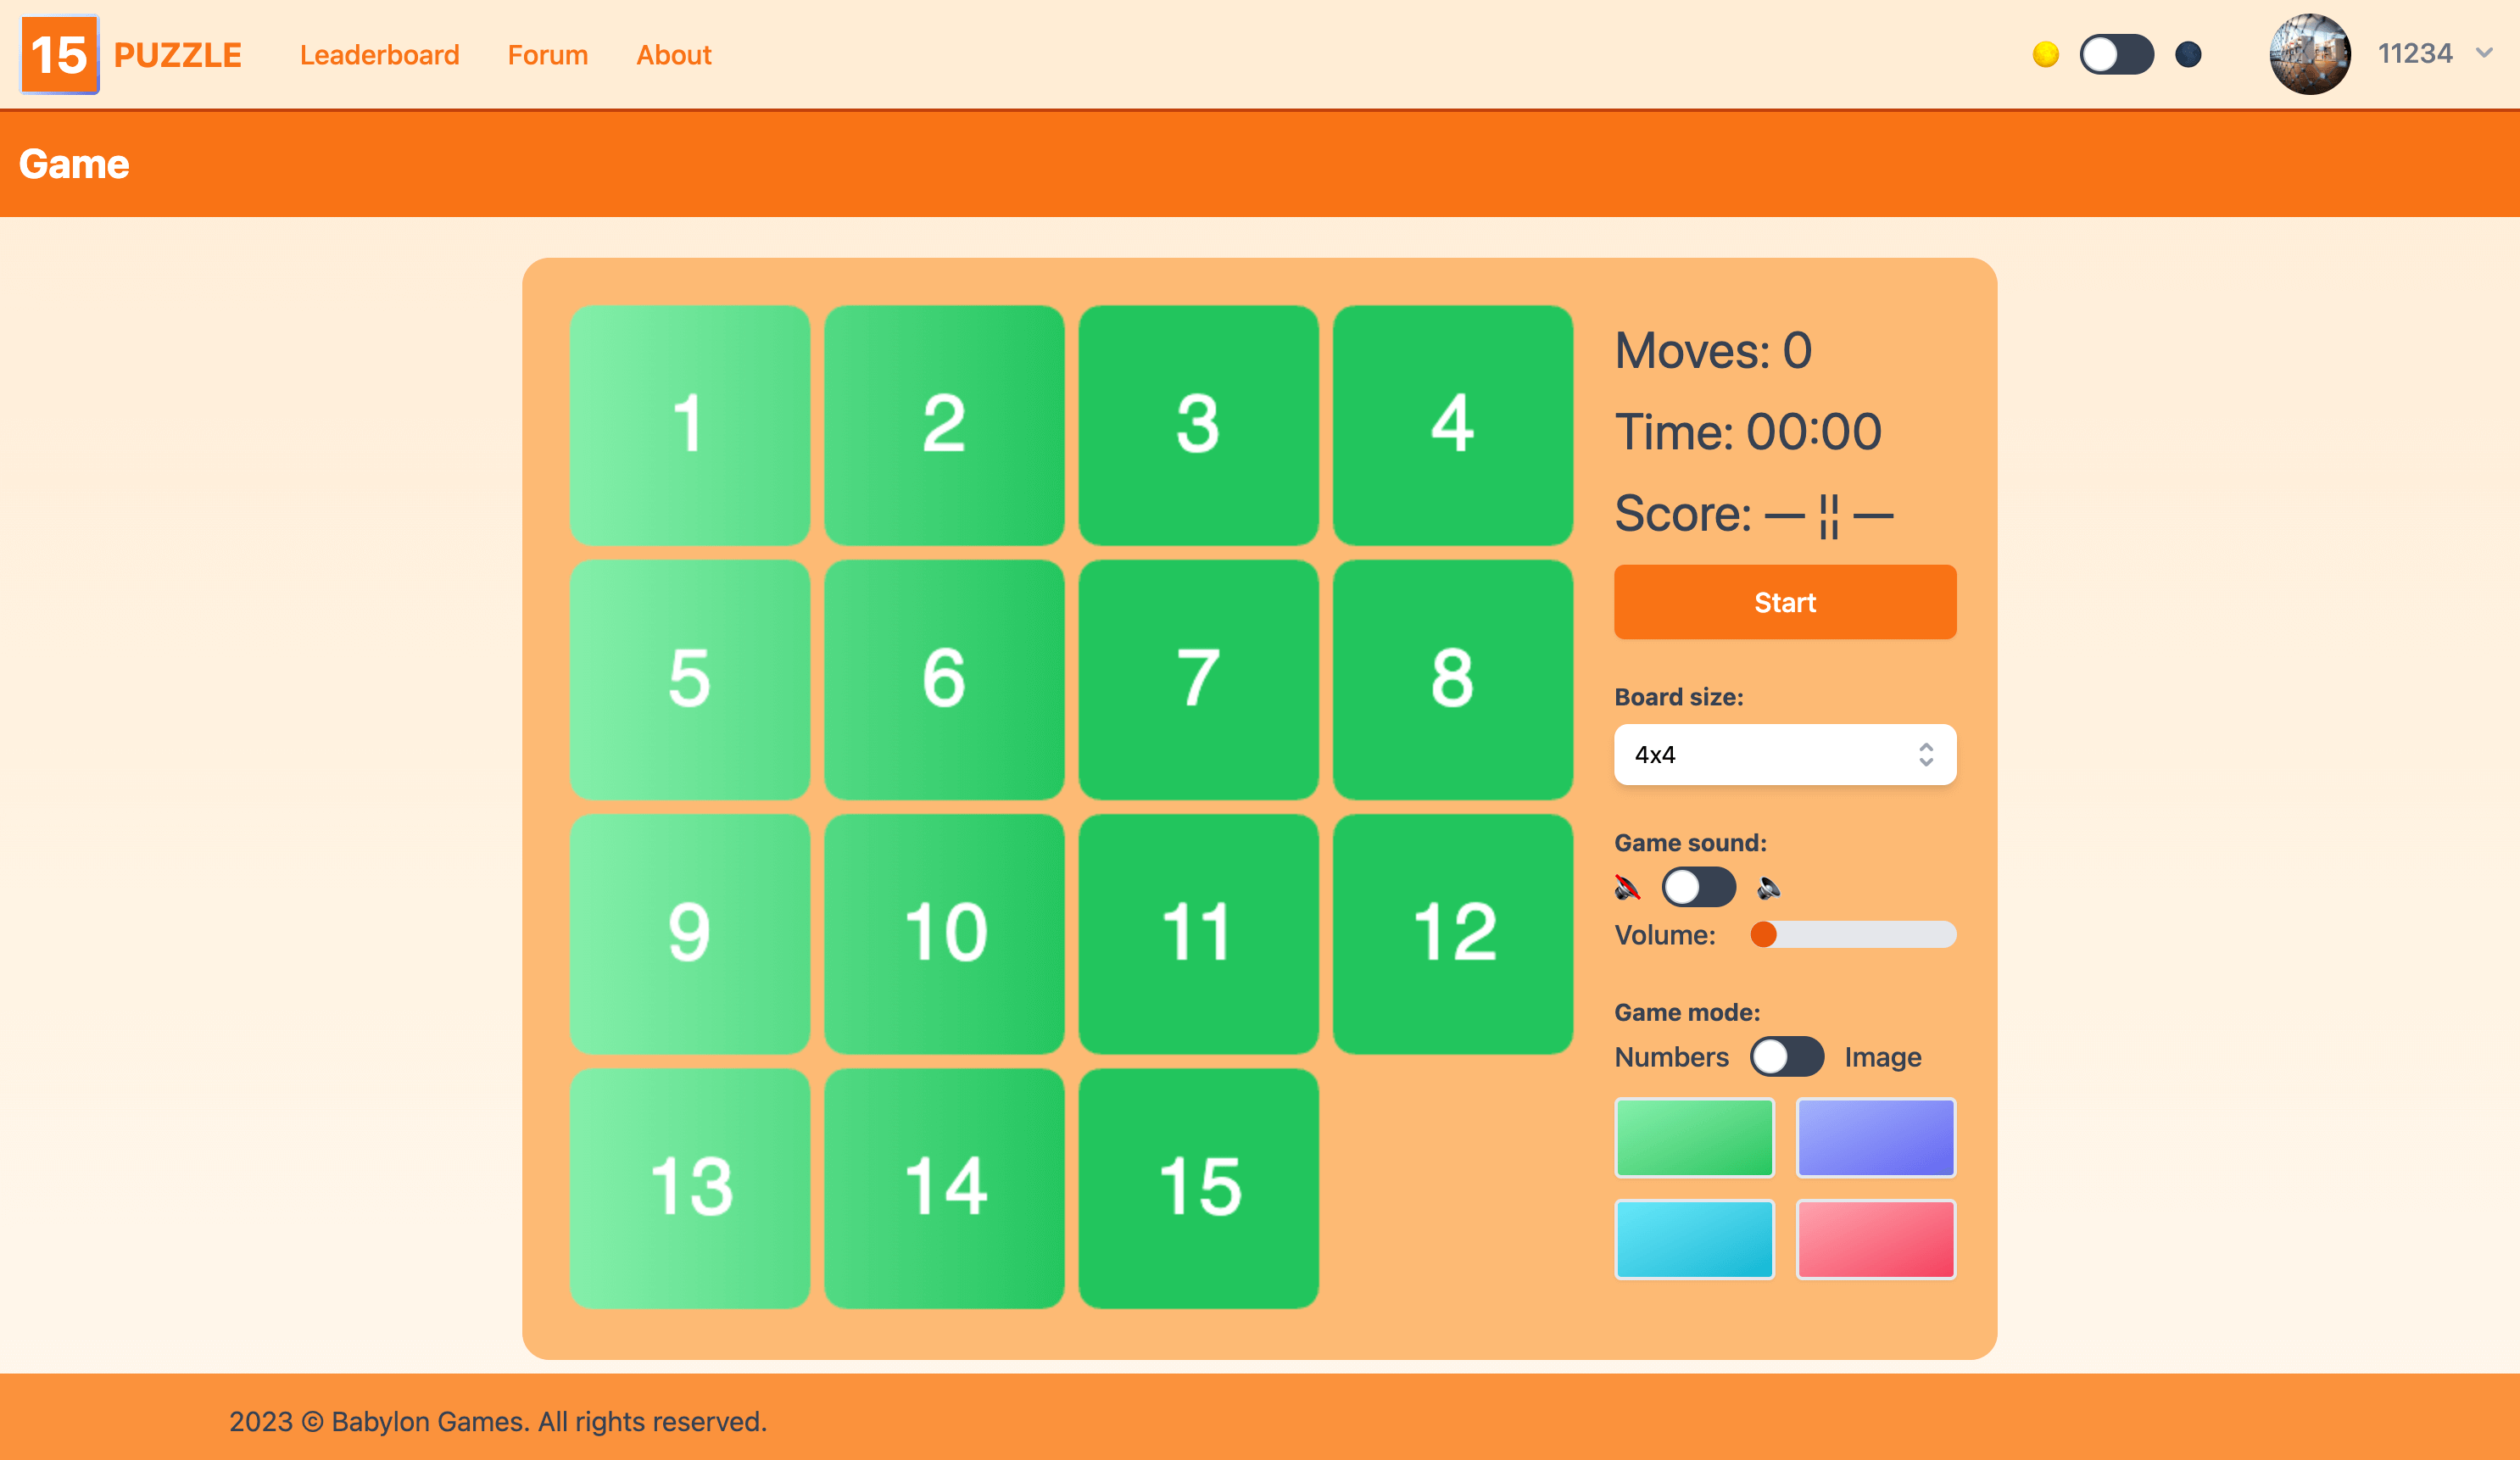 15 PUZZLE Leaderboard Forum About 11234
Game
1 2 3 4
5 6 7 8
9 10 11 12
13 14 15
Moves: 0
Time: 00:00
Score: — ¦¦ —
Start
Board size:
4x4
Game sound:
Volume:
Game mode:
Numbers Image
2023 © Babylon Games. All rights reserved.